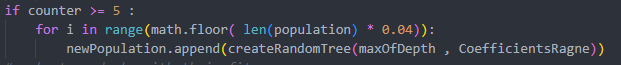 if counter >= 5 :
for i in range(math.floor( len(population) * 0.04)):
newPopulation.append(createRandomTree(maxOfDepth , CoefficientsRagne))